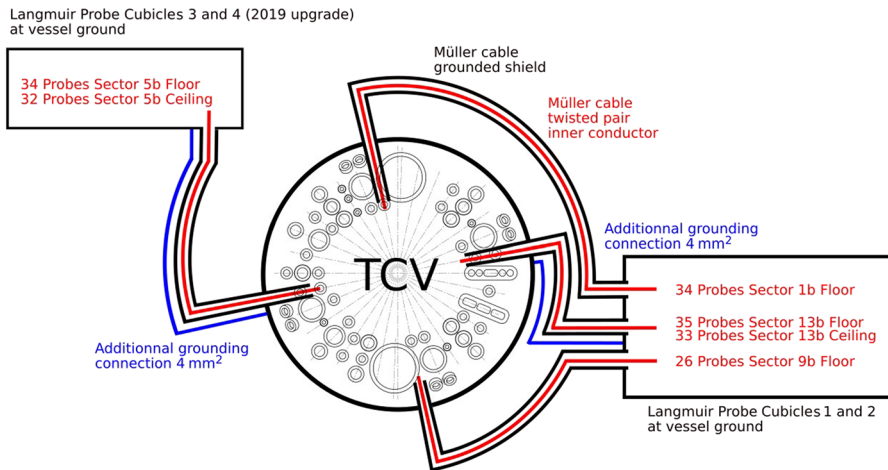 Langmuir Probe Cubicles 3 and 4 (2019 upgrade)
at vessel ground
34 Probes Sector 5b Floor
32 Probes Sector 5b Ceiling
Müller cable
grounded shield
Müller cable
twisted pair
inner conductor
Additionnal grounding
connection 4 mm²
TCV
34 Probes Sector 1b Floor
35 Probes Sector 13b Floor
33 Probes Sector 13b Ceiling
26 Probes Sector 9b Floor
Additionnal grounding
connection 4 mm²
Langmuir Probe Cubicles 1 and 2
at vessel ground